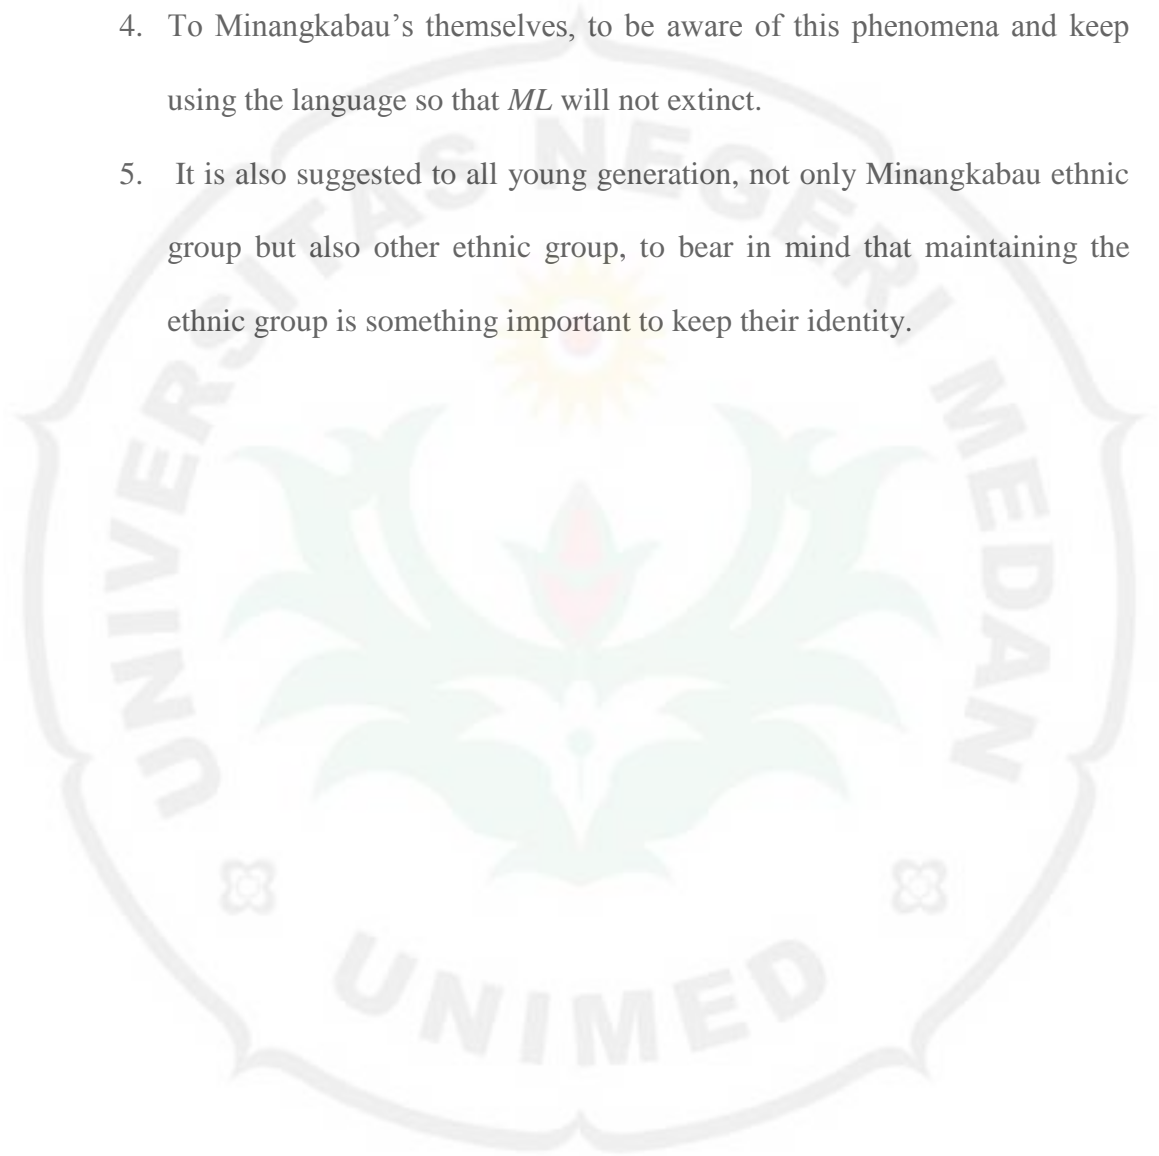 4. To Minangkabau's themselves, to be aware of this phenomena and keep
using the language so that ML will not extinct.
5. It is also suggested to all young generation, not only Minangkabau ethnic
group but also other ethnic group, to bear in mind that maintaining the
ethnic group is something important to keep their identity.
UNIVERSITAS NEGERI MEDAN
UNIMED